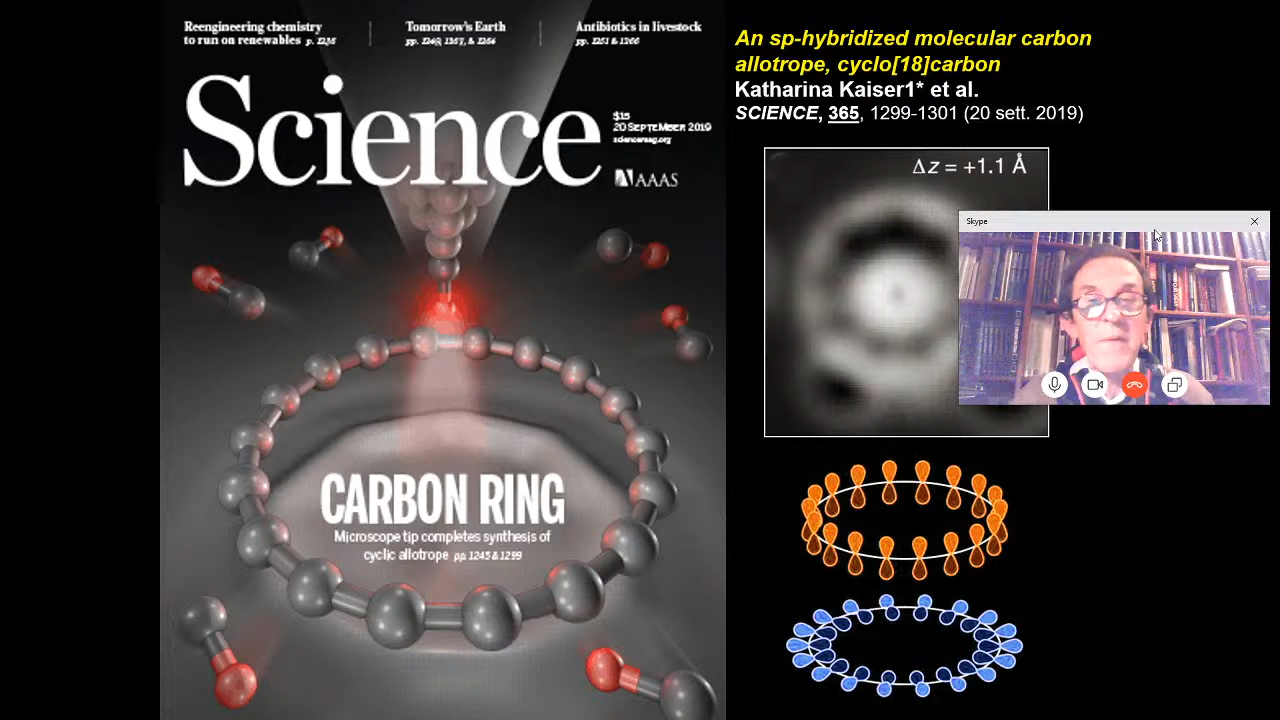 Reengineering chemistry
to run on renewables
Tomorrow's Earth
Antibiotics in livestock
Science
$15
20 SEPTEMBER 2019
sciencemag.org
AAAS
CARBON RING
Microscope tip completes synthesis of
cyclic allotrope pp. 1245 & 1299
An sp-hybridized molecular carbon
allotrope, cyclo[18]carbon
Katharina Kaiser1* et al.
SCIENCE, 365, 1299-1301 (20 sett. 2019)
Δz = +1.1 Å
Skype